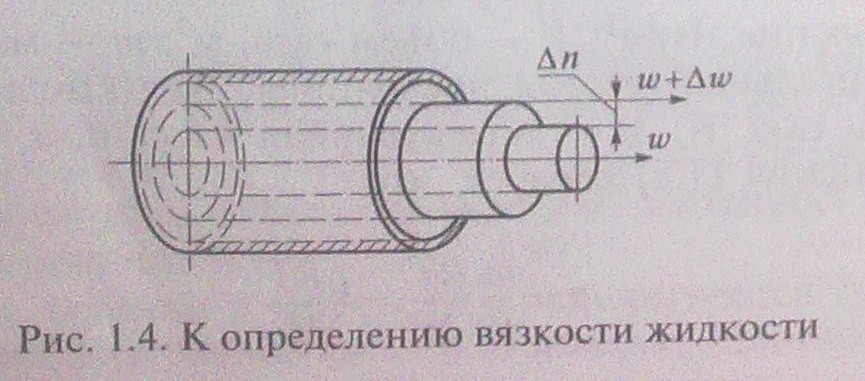 Δn
w+Δw
w
Рис. 1.4. К определению вязкости жидкости